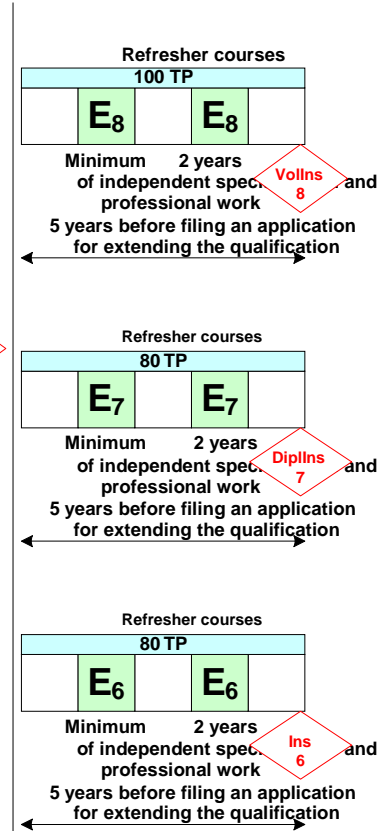 Refresher courses
100 TP
E8 E8
Minimum 2 years
of independent spec and
professional work
VolIns
8
5 years before filing an application
for extending the qualification
Refresher courses
80 TP
E7 E7
Minimum 2 years
of independent spec and
professional work
DiplIns
7
5 years before filing an application
for extending the qualification
Refresher courses
80 TP
E6 E6
Minimum 2 years
of independent spec and
professional work
Ins
6
5 years before filing an application
for extending the qualification